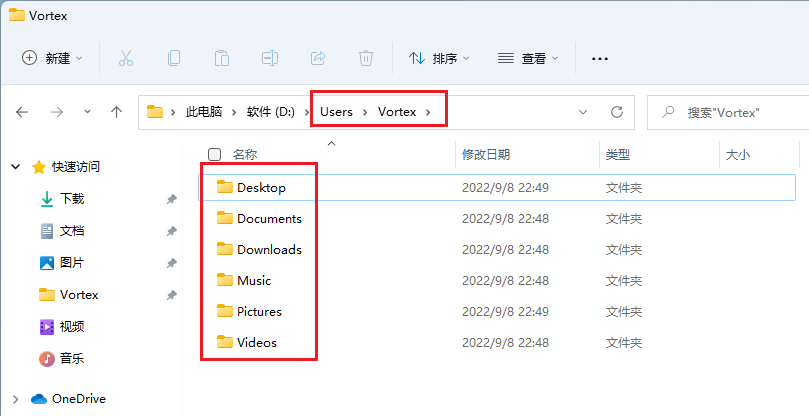 Vortex
新建
排序
查看
此电脑 软件 (D:) Users Vortex
搜索"Vortex"
名称 修改日期 类型 大小
快速访问
下载
文档
图片
Vortex
视频
音乐
OneDrive
Desktop 2022/9/8 22:49 文件夹
Documents 2022/9/8 22:48 文件夹
Downloads 2022/9/8 22:48 文件夹
Music 2022/9/8 22:48 文件夹
Pictures 2022/9/8 22:49 文件夹
Videos 2022/9/8 22:48 文件夹